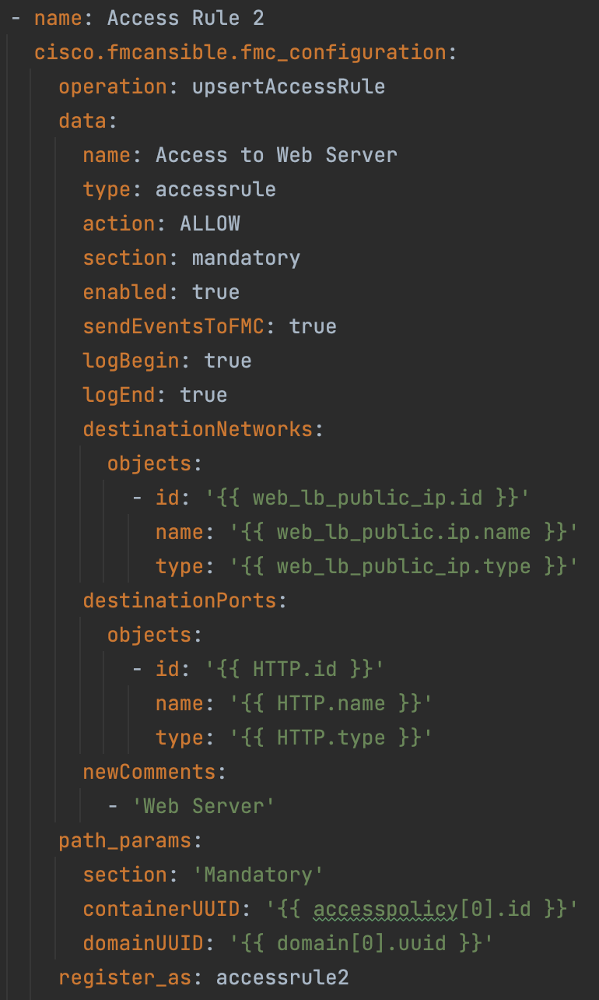 - name: Access Rule 2
  cisco.fmcansible.fmc_configuration:
    operation: upsertAccessRule
    data:
      name: Access to Web Server
      type: accessrule
      action: ALLOW
      section: mandatory
      enabled: true
      sendEventsToFMC: true
      logBegin: true
      logEnd: true
      destinationNetworks:
        objects:
          - id: '{{ web_lb_public_ip.id }}'
            name: '{{ web_lb_public.ip.name }}'
            type: '{{ web_lb_public_ip.type }}'
      destinationPorts:
        objects:
          - id: '{{ HTTP.id }}'
            name: '{{ HTTP.name }}'
            type: '{{ HTTP.type }}'
      newComments:
        - 'Web Server'
    path_params:
      section: 'Mandatory'
      containerUUID: '{{ accesspolicy[0].id }}'
      domainUUID: '{{ domain[0].uuid }}'
    register_as: accessrule2